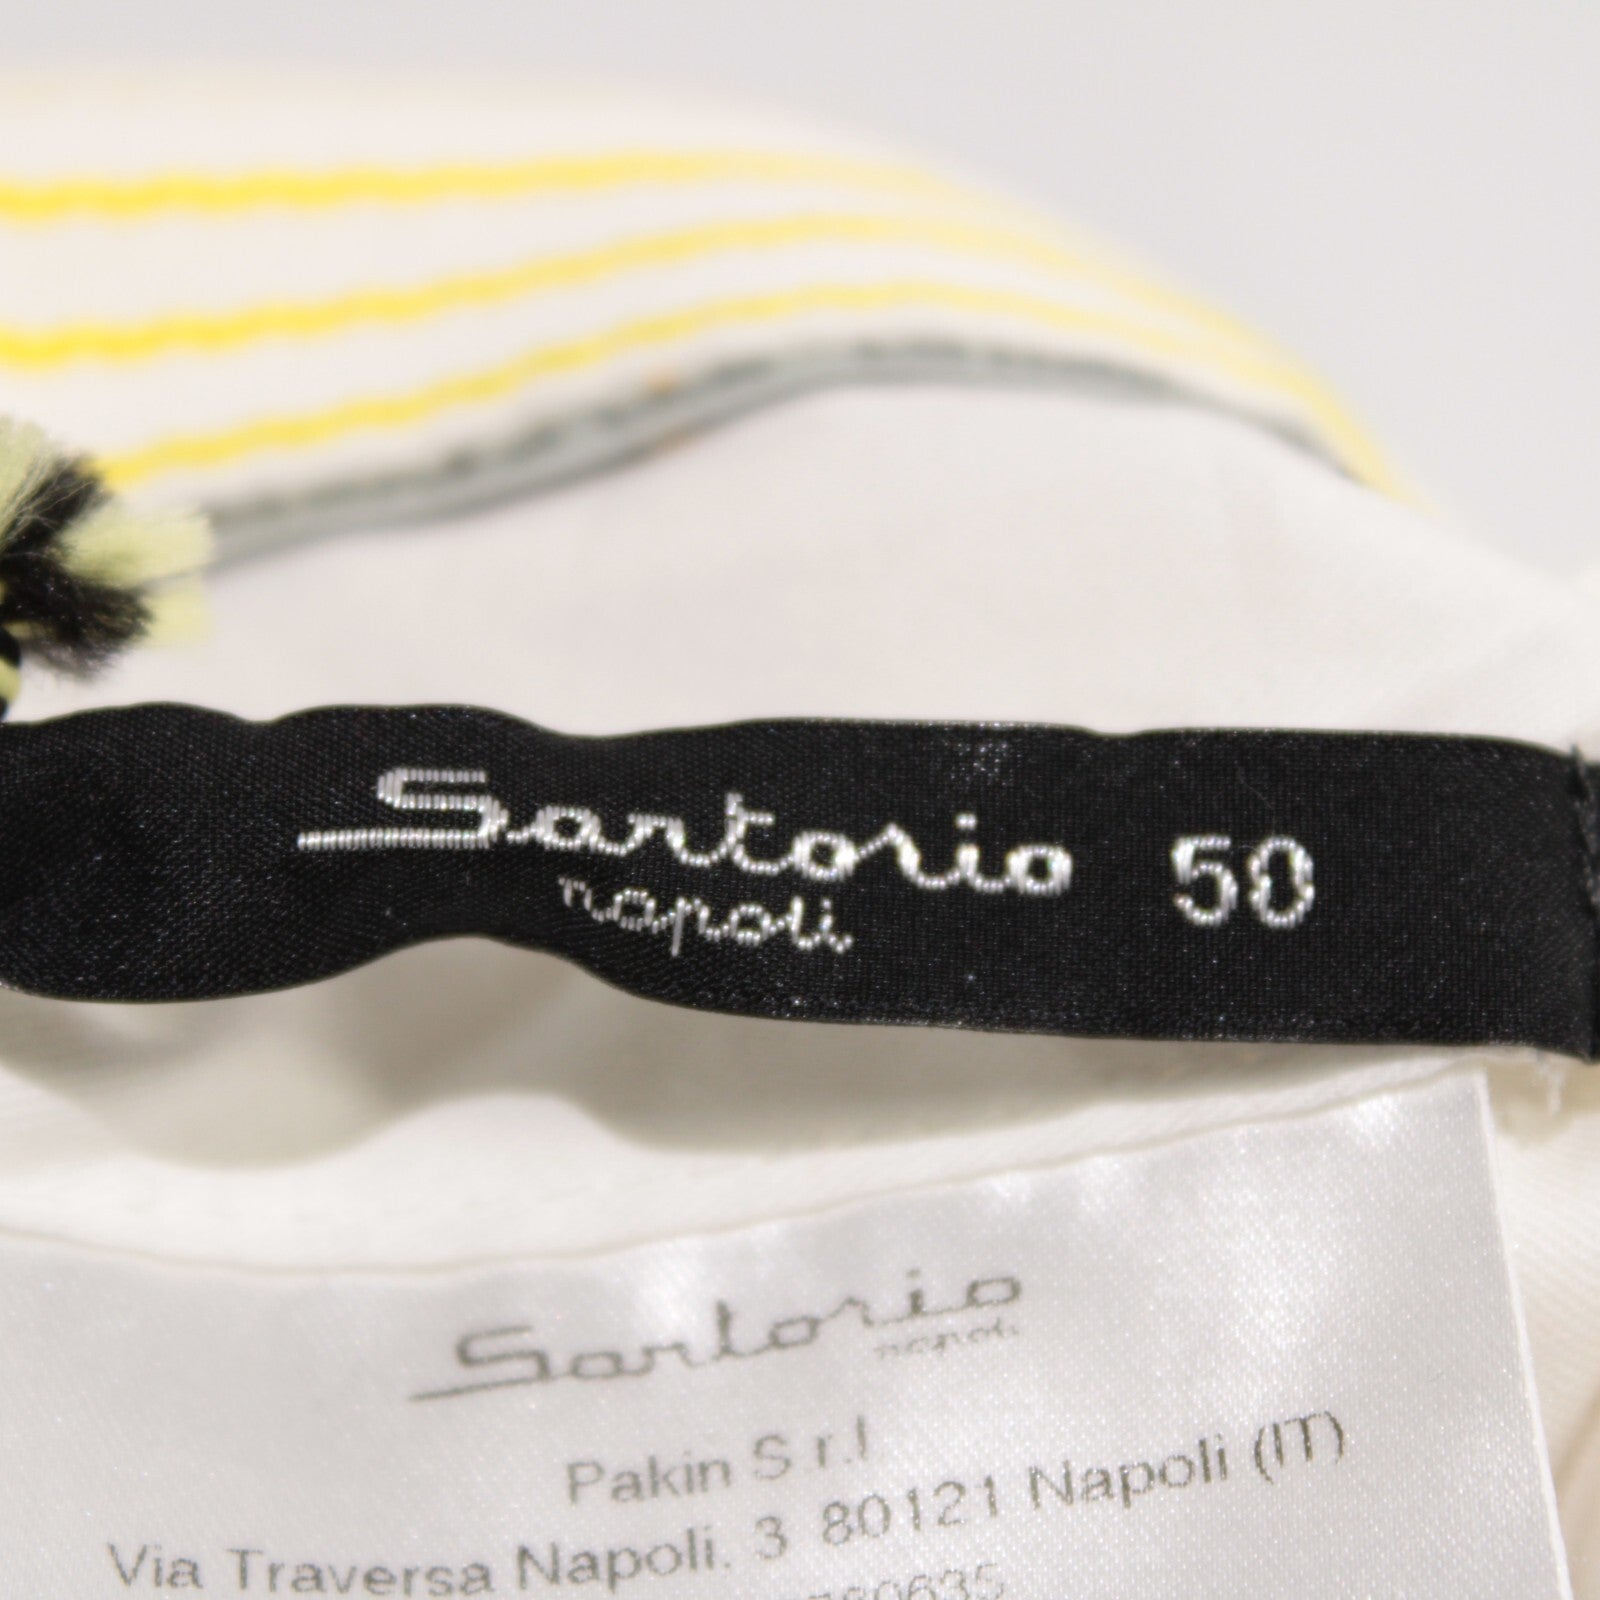 Sartorio 50
napoli
Sartorio
napoli
Pakin S.r.l
Via Traversa Napoli. 3 80121 Napoli (IT)